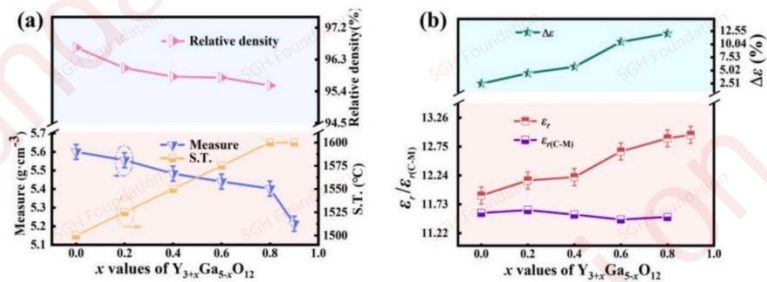 (a)
Relative density
97.2
96.3
95.4
94.5
Relative density(%)
5.7
5.6
5.5
5.4
5.3
5.2
5.1
Measure (g·cm⁻³)
Measure
S.T.
1600
1575
1550
1525
1500
S.T. (℃)
0.0 0.2 0.4 0.6 0.8 1.0
x values of Y₃₊ₓGa₅₋ₓO₁₂
(b)
Δε
12.55
10.04
7.53
5.02
2.51
Δε (%)
13.26
12.75
12.24
11.73
11.22
εᵣ/εᵣ(C-M)
εᵣ
εᵣ(C-M)
0.0 0.2 0.4 0.6 0.8 1.0
x values of Y₃₊ₓGa₅₋ₓO₁₂
SGH Foundation